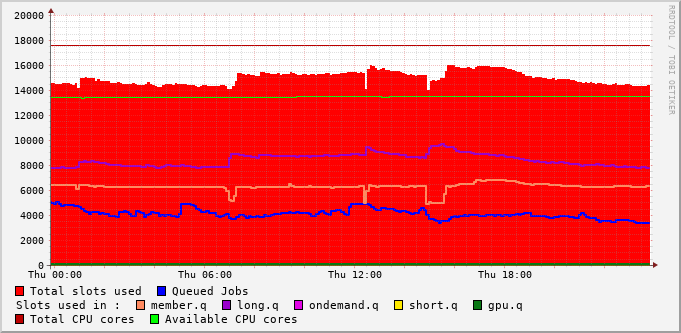 20000
18000
16000
14000
12000
10000
8000
6000
4000
2000
0
Thu 00:00 Thu 06:00 Thu 12:00 Thu 18:00
Total slots used Queued Jobs
Slots used in : member.q long.q ondemand.q short.q gpu.q
Total CPU cores Available CPU cores
RRDTOOL / TOBI OETIKER